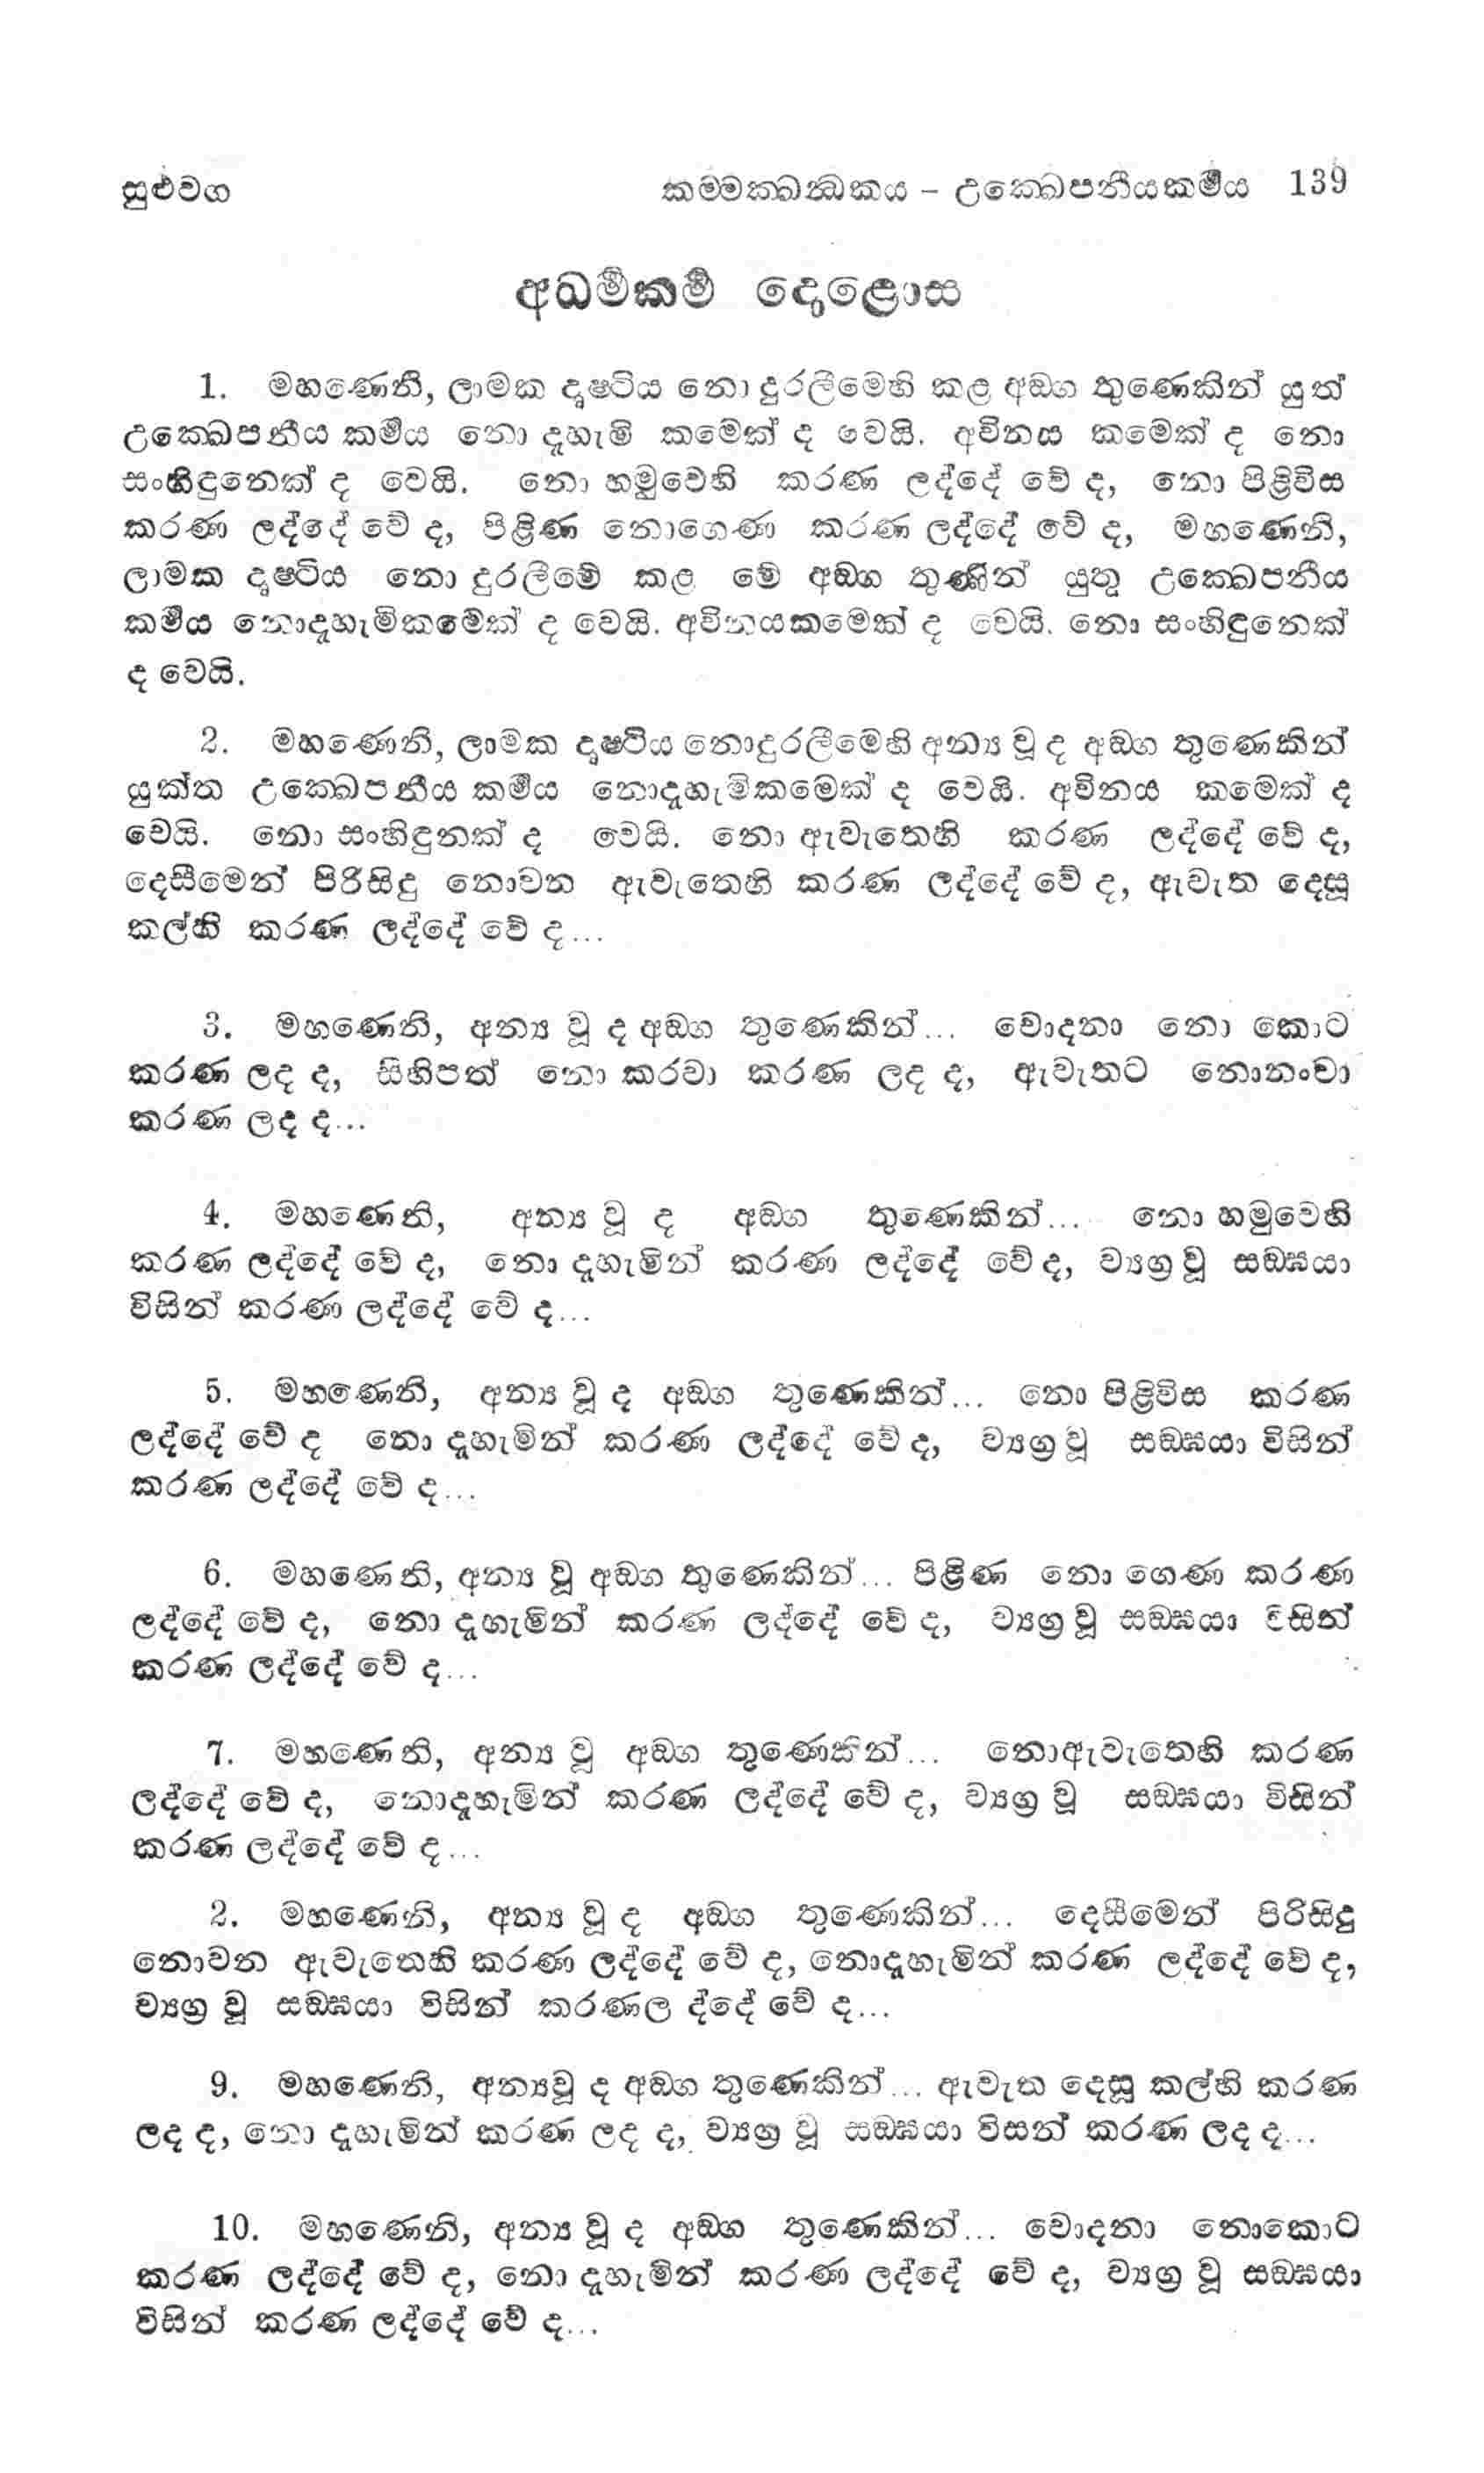 සුළුවග කම්මක්ඛන්ධකය – උක්ඛෙපනීයකර්මය 139
අධර්මකර්ම දොළොස
1. මහණෙනි, ලාමක දෘෂ්ටිය නො දුරලීමෙහි කළ අඞ්ග තුණෙකින් යුත්
උක්ඛෙපනීය කර්මය නො දැහැමි කමෙක් ද වෙයි. අවිනස කමෙක් ද නො
සංහිඳුනෙක් ද වෙයි. නො හමුවෙහි කරණ ලද්දේ වේ ද, නො පිළිවිස
කරණ ලද්දේ වේ ද, පිළිණ නොගෙණ කරණ ලද්දේ වේ ද, මහණෙනි,
ලාමක දෘෂ්ටිය නො දුරලීමේ කළ මේ අඞ්ග තුණින් යුතු උක්ඛෙපනීය
කර්මය නොදැහැමිකමෙක් ද වෙයි. අවිනයකමෙක් ද වෙයි. නො සංහිඳුනෙක්
ද වෙයි.
2. මහණෙනි, ලාමක දෘෂ්ටිය නොදුරලීමෙහි අන්‍ය වූ ද අඞ්ග තුණෙකින්
යුක්ත උක්ඛෙපනීය කර්මය නොදැහැමිකමෙක් ද වෙයි. අවිනය කමෙක් ද
වෙයි. නො සංහිඳුනක් ද වෙයි. නො ඇවැතෙහි කරණ ලද්දේ වේ ද,
දෙසීමෙන් පිරිසිදු නොවන ඇවැතෙහි කරණ ලද්දේ වේ ද, ඇවැත දෙසූ
කල්හි කරණ ලද්දේ වේ ද...
3. මහණෙනි, අන්‍ය වූ ද අඞ්ග තුණෙකින්... චොදනා නො කොට
කරණ ලද ද, සිහිපත් නො කරවා කරණ ලද ද, ඇවැතට නොනංවා
කරණ ලද ද...
4. මහණෙනි, අන්‍ය වූ ද අඞ්ග තුණෙකින්... නො හමුවෙහි
කරණ ලද්දේ වේ ද, නො දැහැමින් කරණ ලද්දේ වේ ද, ව්‍යග්‍ර වූ සඞ්ඝයා
විසින් කරණ ලද්දේ වේ ද...
5. මහණෙනි, අන්‍ය වූ ද අඞ්ග තුණෙකින්... නො පිළිවිස කරණ
ලද්දේ වේ ද නො දැහැමින් කරණ ලද්දේ වේ ද, ව්‍යග්‍ර වූ සඞ්ඝයා විසින්
කරණ ලද්දේ වේ ද...
6. මහණෙනි, අන්‍ය වූ අඞ්ග තුණෙකින්... පිළිණ නො ගෙණ කරණ
ලද්දේ වේ ද, නො දැහැමින් කරණ ලද්දේ වේ ද, ව්‍යග්‍ර වූ සඞ්ඝයා විසින්
කරණ ලද්දේ වේ ද...
7. මහණෙනි, අන්‍ය වූ අඞ්ග තුණෙකින්... නොඇවැතෙහි කරණ
ලද්දේ වේ ද, නොදැහැමින් කරණ ලද්දේ වේ ද, ව්‍යග්‍ර වූ සඞ්ඝයා විසින්
කරණ ලද්දේ වේ ද...
2. මහණෙනි, අන්‍ය වූ ද අඞ්ග තුණෙකින්... දෙසීමෙන් පිරිසිදු
නොවන ඇවැතෙහි කරණ ලද්දේ වේ ද, නොදැහැමින් කරණ ලද්දේ වේ ද,
ව්‍යග්‍ර වූ සඞ්ඝයා විසින් කරණල ද්දේ වේ ද...
9. මහණෙනි, අන්‍යවූ ද අඞ්ග තුණෙකින්... ඇවැත දෙසූ කල්හි කරණ
ලද ද, නො දැහැමින් කරණ ලද ද, ව්‍යග්‍ර වූ සඞ්ඝයා විසන් කරණ ලද ද...
10. මහණෙනි, අන්‍ය වූ ද අඞ්ග තුණෙකින්... චොදනා නොකොට
කරණ ලද්දේ වේ ද, නො දැහැමින් කරණ ලද්දේ වේ ද, ව්‍යග්‍ර වූ සඞ්ඝයා
විසින් කරණ ලද්දේ වේ ද...